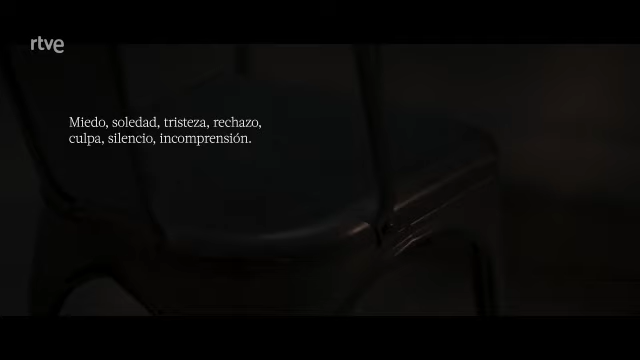 rtve
Miedo, soledad, tristeza, rechazo,
culpa, silencio, incomprensión.